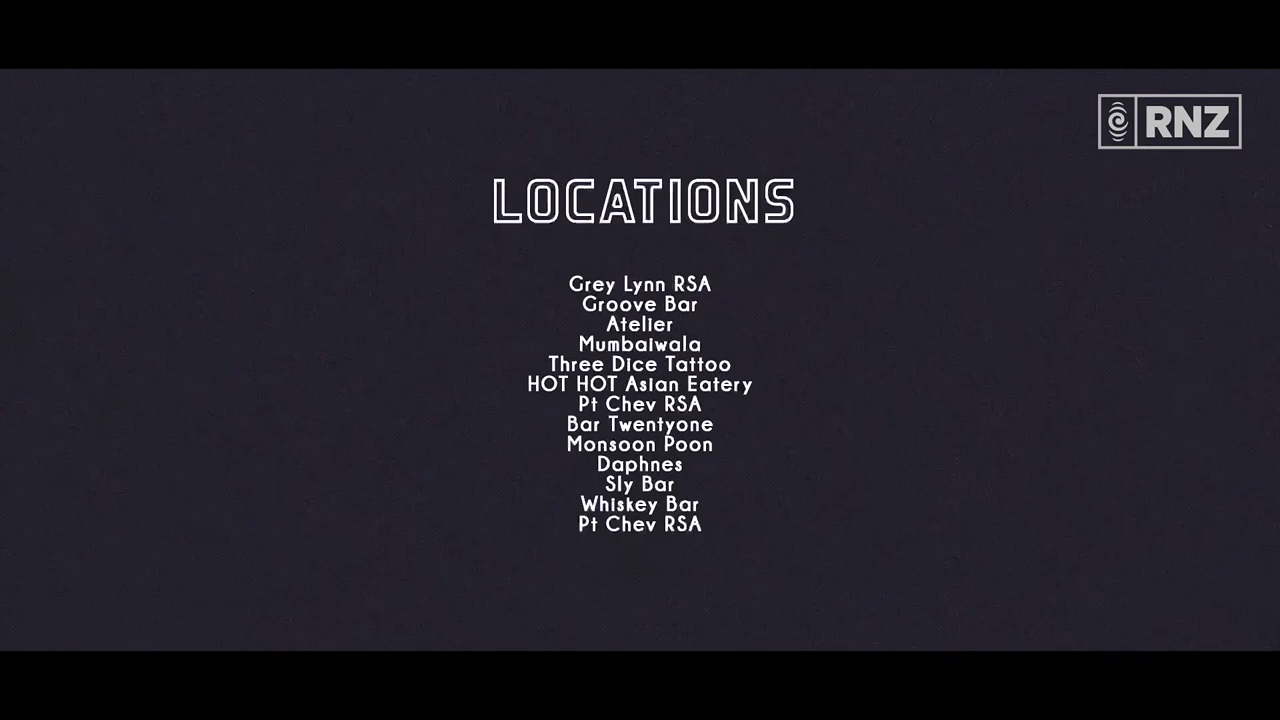 RNZ
LOCATIONS
Grey Lynn RSA
Groove Bar
Atelier
Mumbaiwala
Three Dice Tattoo
HOT HOT Asian Eatery
Pt Chev RSA
Bar Twentyone
Monsoon Poon
Daphnes
Sly Bar
Whiskey Bar
Pt Chev RSA